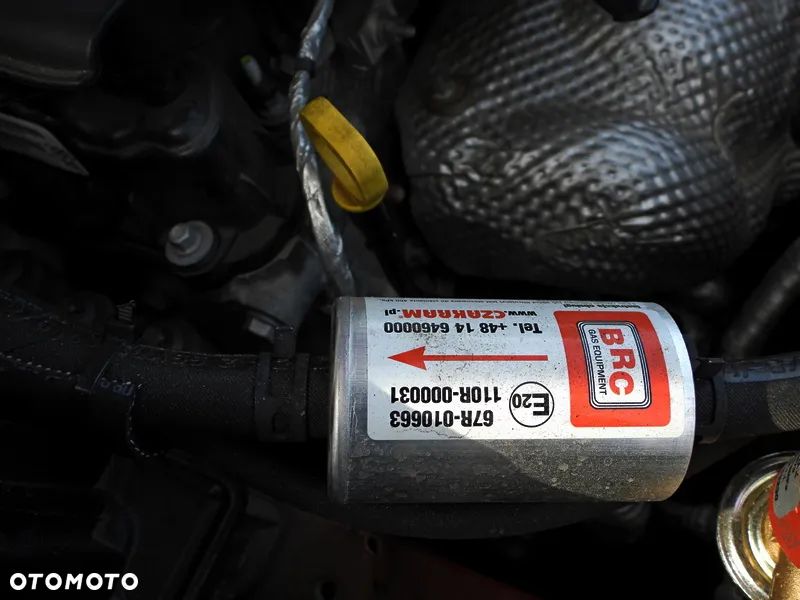 BRC
GAS EQUIPMENT
E20
67R-010663
110R-000031
Tel. +48 14 6460000
www.CZAKRAM.pl
OTOMOTO